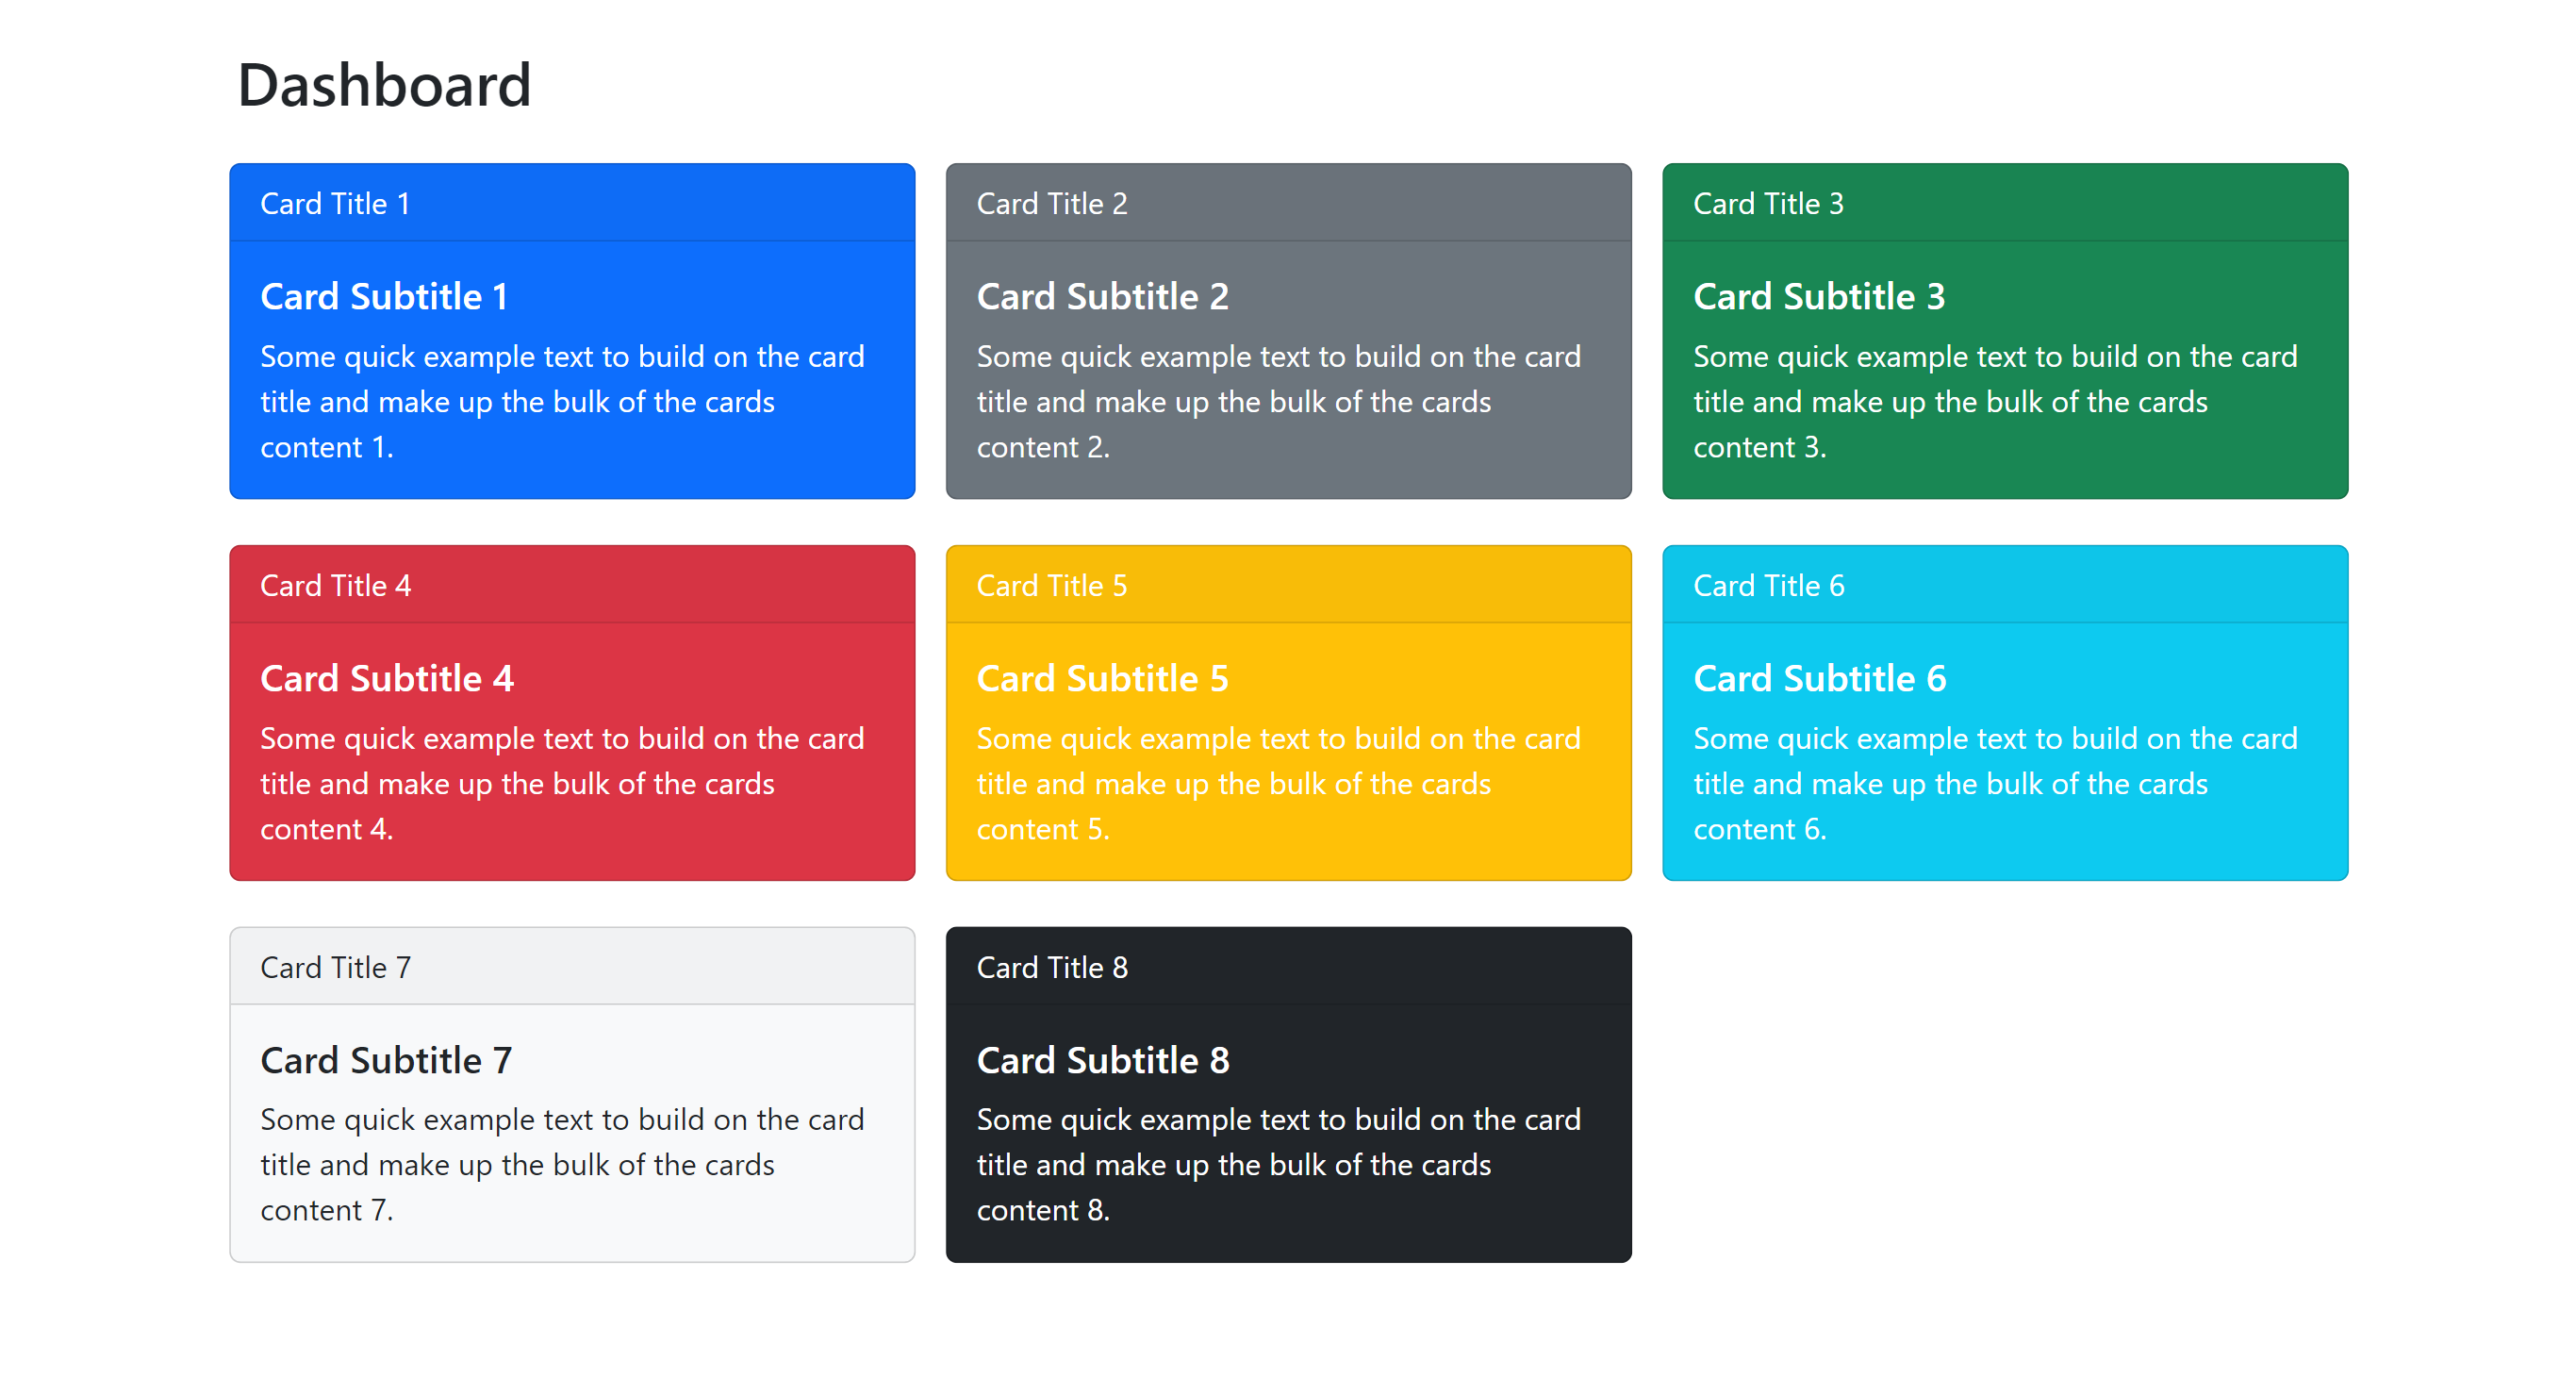 Dashboard
Card Title 1
Card Subtitle 1
Some quick example text to build on the card
title and make up the bulk of the cards
content 1.
Card Title 2
Card Subtitle 2
Some quick example text to build on the card
title and make up the bulk of the cards
content 2.
Card Title 3
Card Subtitle 3
Some quick example text to build on the card
title and make up the bulk of the cards
content 3.
Card Title 4
Card Subtitle 4
Some quick example text to build on the card
title and make up the bulk of the cards
content 4.
Card Title 5
Card Subtitle 5
Some quick example text to build on the card
title and make up the bulk of the cards
content 5.
Card Title 6
Card Subtitle 6
Some quick example text to build on the card
title and make up the bulk of the cards
content 6.
Card Title 7
Card Subtitle 7
Some quick example text to build on the card
title and make up the bulk of the cards
content 7.
Card Title 8
Card Subtitle 8
Some quick example text to build on the card
title and make up the bulk of the cards
content 8.